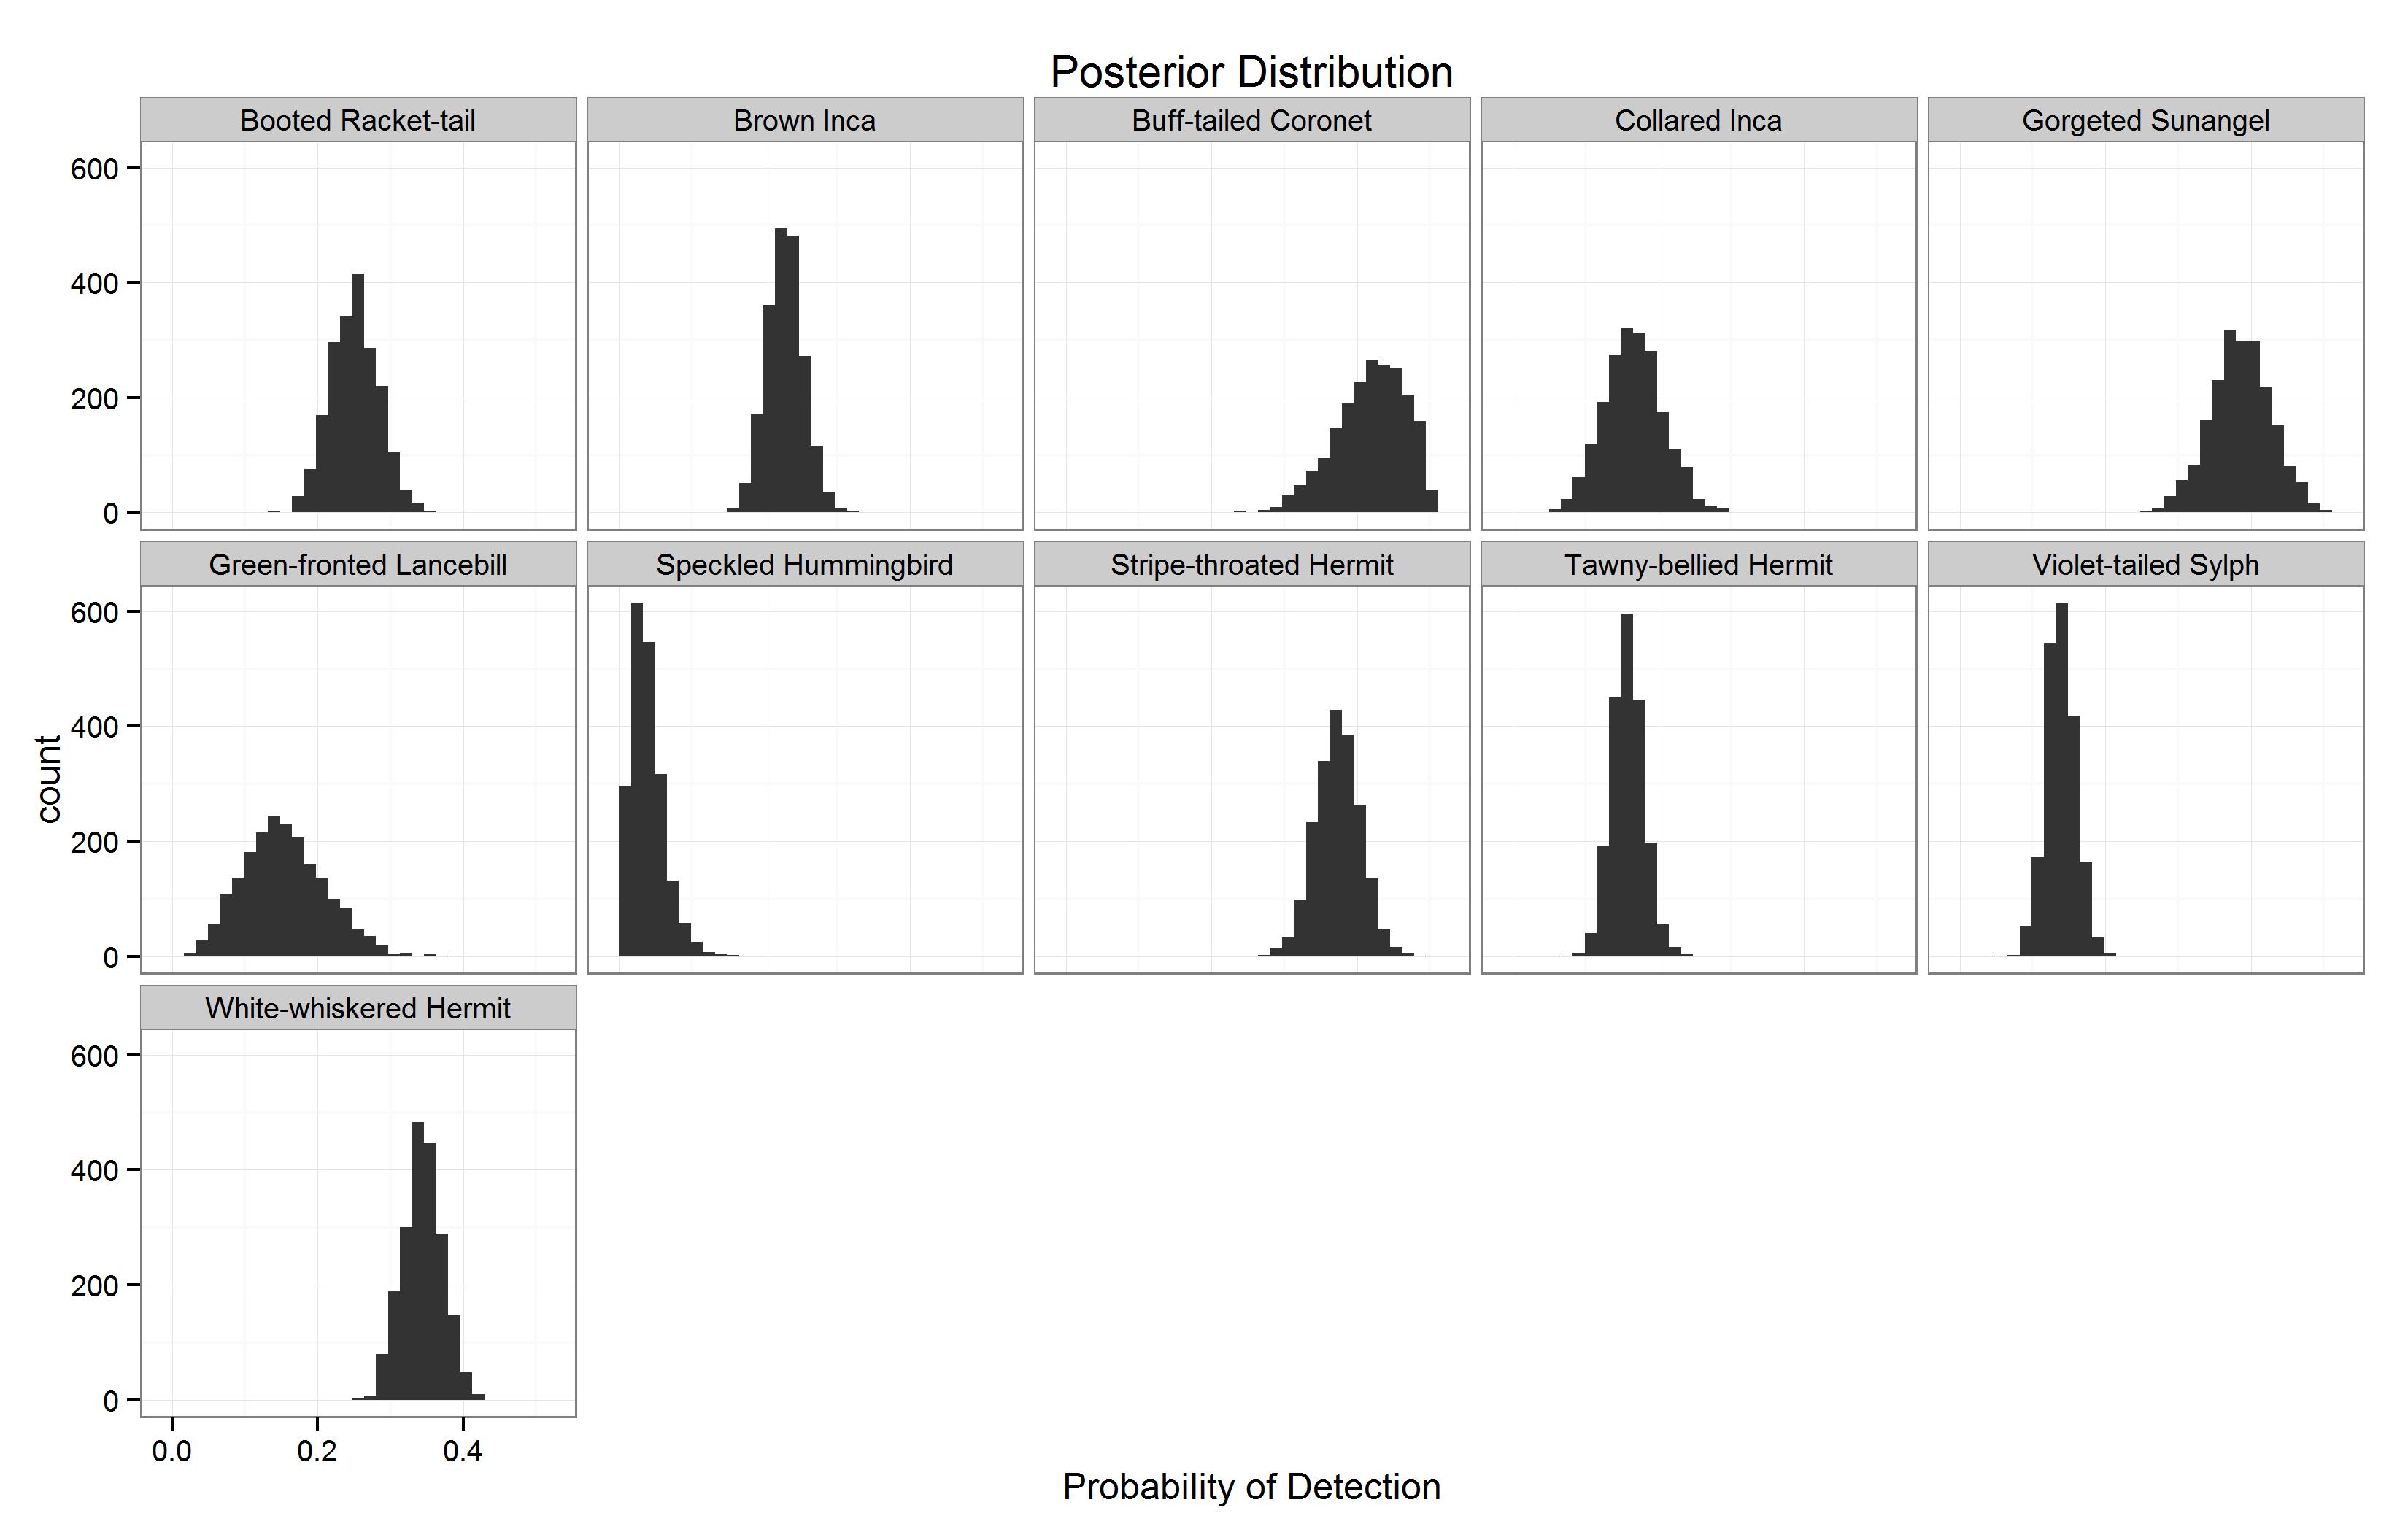 Posterior Distribution
Booted Racket-tail Brown Inca Buff-tailed Coronet Collared Inca Gorgeted Sunangel
600
400
200
0
Green-fronted Lancebill Speckled Hummingbird Stripe-throated Hermit Tawny-bellied Hermit Violet-tailed Sylph
600
400
200
0
count
White-whiskered Hermit
600
400
200
0
0.0 0.2 0.4
Probability of Detection